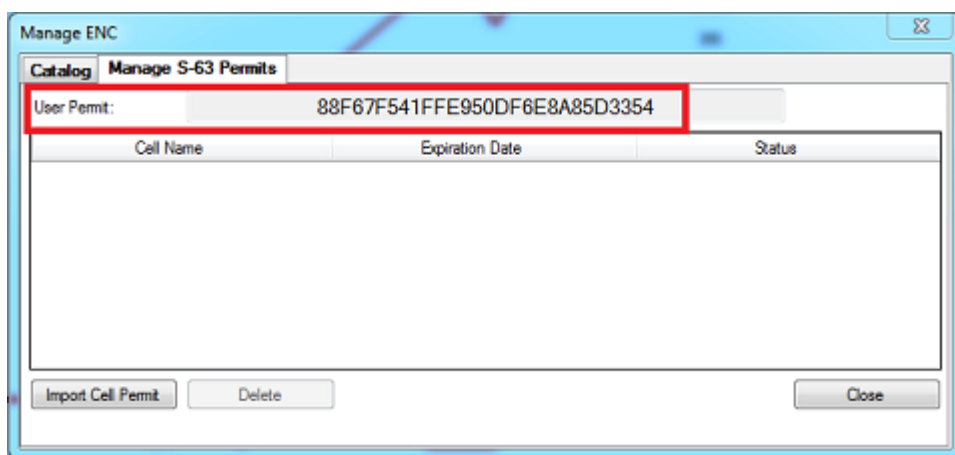 Manage ENC
Catalog Manage S-63 Permits
User Permit: 88F67F541FFE950DF6E8A85D3354
Cell Name Expiration Date Status
Import Cell Permit Delete Close